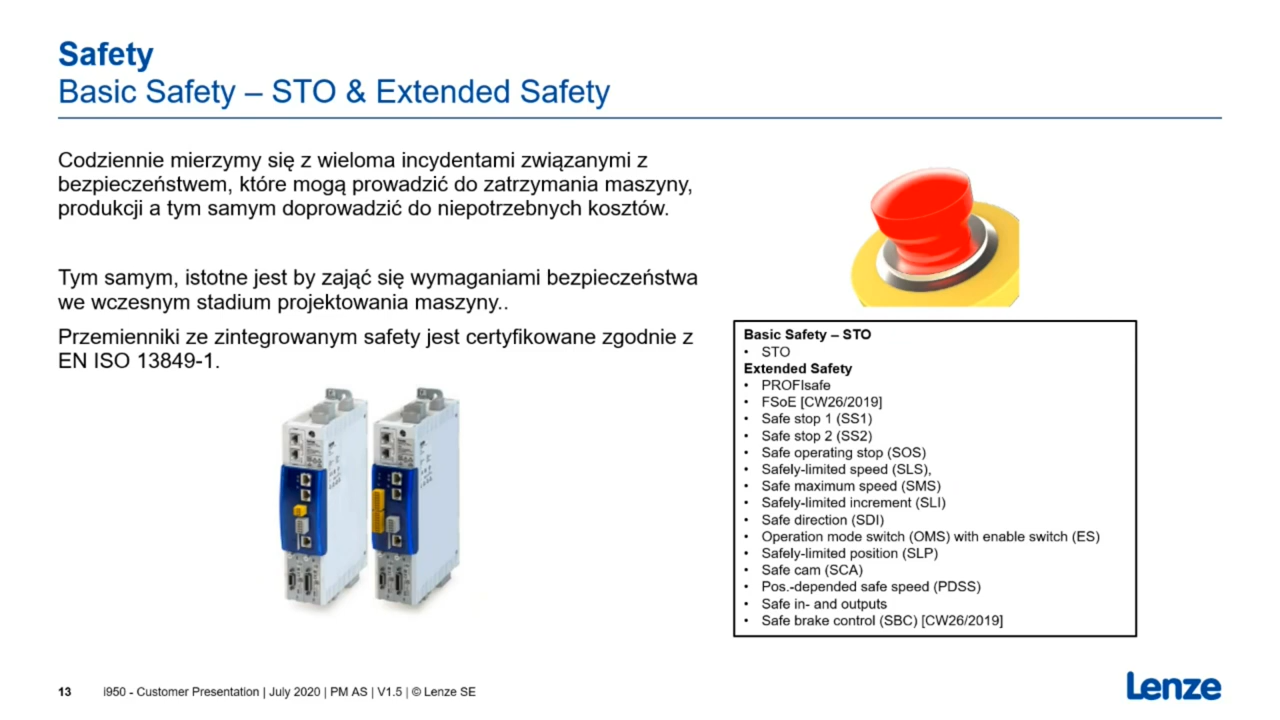 Safety
Basic Safety – STO & Extended Safety
Codziennie mierzymy się z wieloma incydentami związanymi z
bezpieczeństwem, które mogą prowadzić do zatrzymania maszyny,
produkcji a tym samym doprowadzić do niepotrzebnych kosztów.
Tym samym, istotne jest by zająć się wymaganiami bezpieczeństwa
we wczesnym stadium projektowania maszyny..
Przemienniki ze zintegrowanym safety jest certyfikowane zgodnie z
EN ISO 13849-1.
Basic Safety – STO
• STO
Extended Safety
• PROFIsafe
• FSoE [CW26/2019]
• Safe stop 1 (SS1)
• Safe stop 2 (SS2)
• Safe operating stop (SOS)
• Safely-limited speed (SLS),
• Safe maximum speed (SMS)
• Safely-limited increment (SLI)
• Safe direction (SDI)
• Operation mode switch (OMS) with enable switch (ES)
• Safely-limited position (SLP)
• Safe cam (SCA)
• Pos.-depended safe speed (PDSS)
• Safe in- and outputs
• Safe brake control (SBC) [CW26/2019]
13 i950 - Customer Presentation | July 2020 | PM AS | V1.5 | © Lenze SE
Lenze